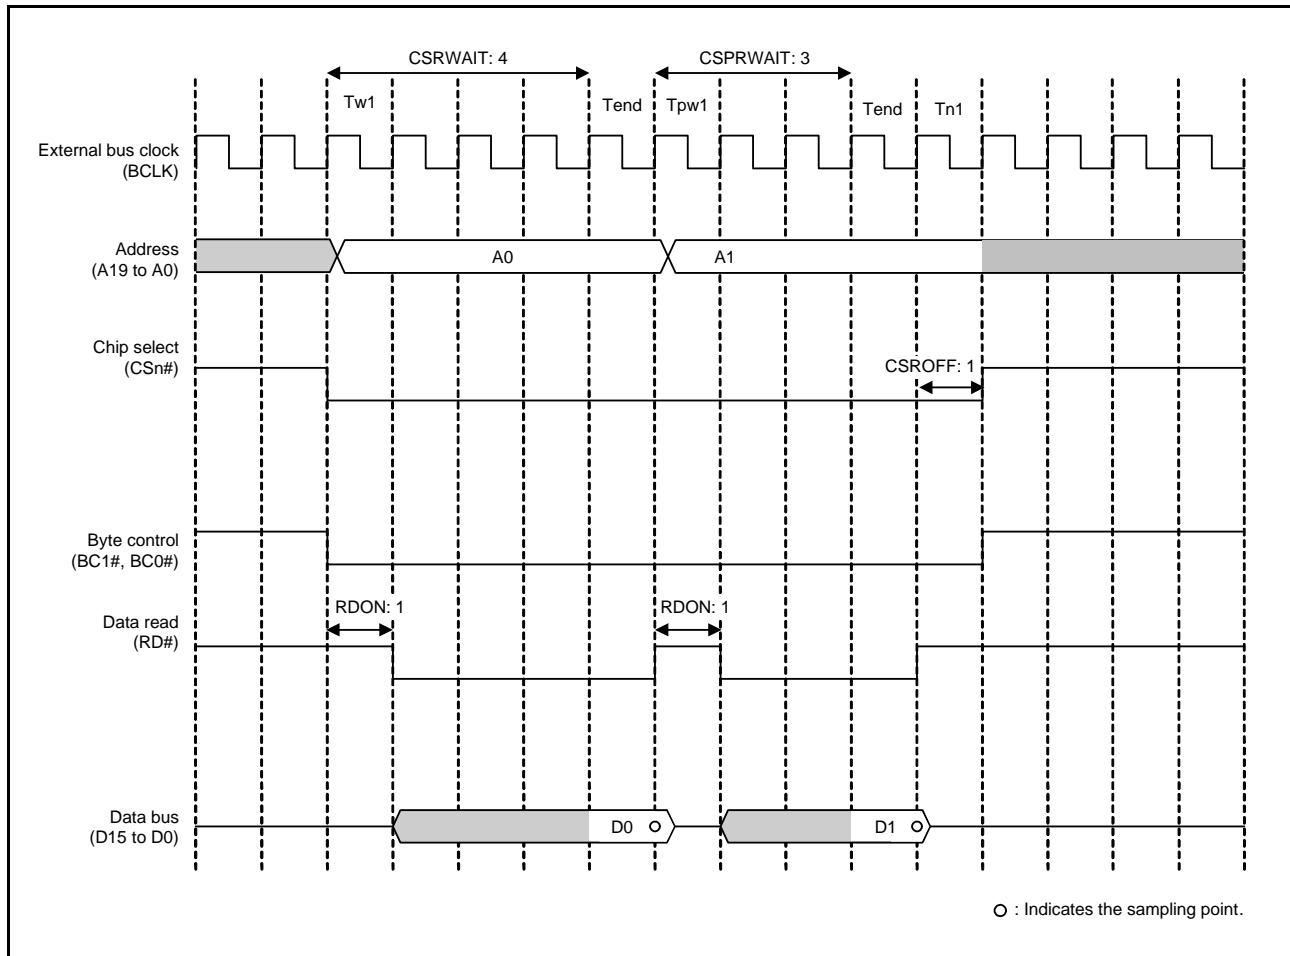 CSRWAIT: 4
CSPRWAIT: 3
Tw1
Tend
Tpw1
Tend
Tn1
External bus clock
(BCLK)
Address
(A19 to A0)
A0
A1
Chip select
(CSn#)
CSROFF: 1
Byte control
(BC1#, BC0#)
Data read
(RD#)
RDON: 1
RDON: 1
Data bus
(D15 to D0)
D0
D1
: Indicates the sampling point.